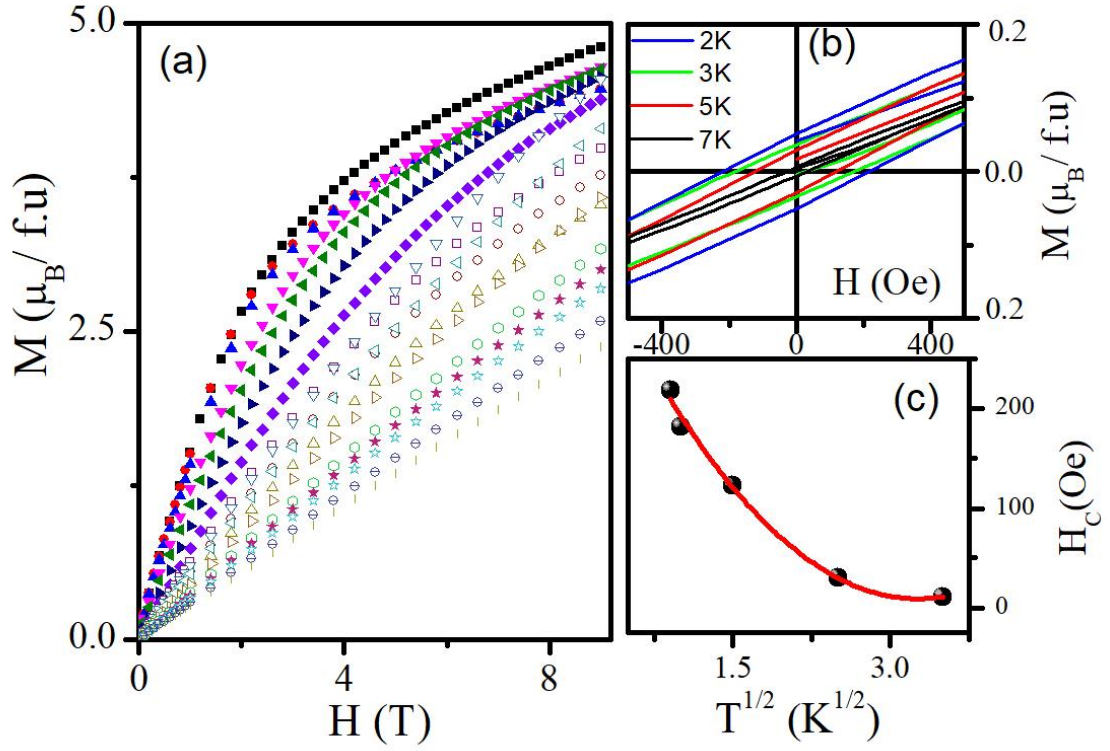 (a)
5.0
2.5
0.0
M (μB/ f.u)
0
4
8
H (T)
(b)
2K
3K
5K
7K
0.2
0.0
0.2
M (μB/ f.u)
H (Oe)
-400
0
400
(c)
200
100
0
HC(Oe)
1.5
3.0
T1/2 (K1/2)